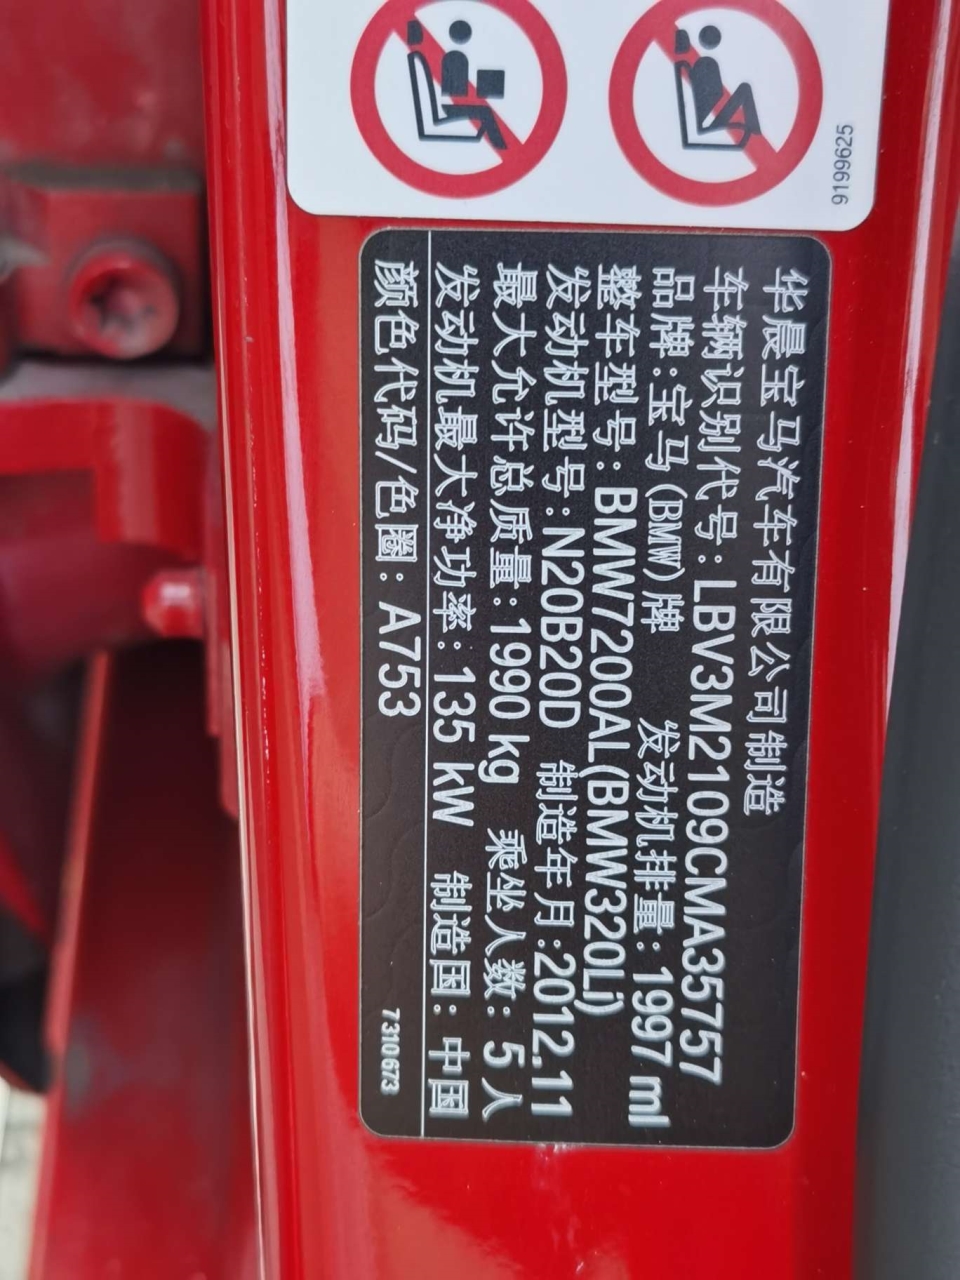 9199625
华晨宝马汽车有限公司制造
车辆识别代号:LBV3M2109CMA35757
品牌:宝马(BMW)牌 发动机排量:1997 ml
整车型号:BMW7200AL(BMW320Li)
发动机型号:N20B20D 制造年月:2012.11
最大允许总质量:1990 kg 乘坐人数:5人
发动机最大净功率:135 kW 制造国:中国
颜色代码/色圈:A753
7310673